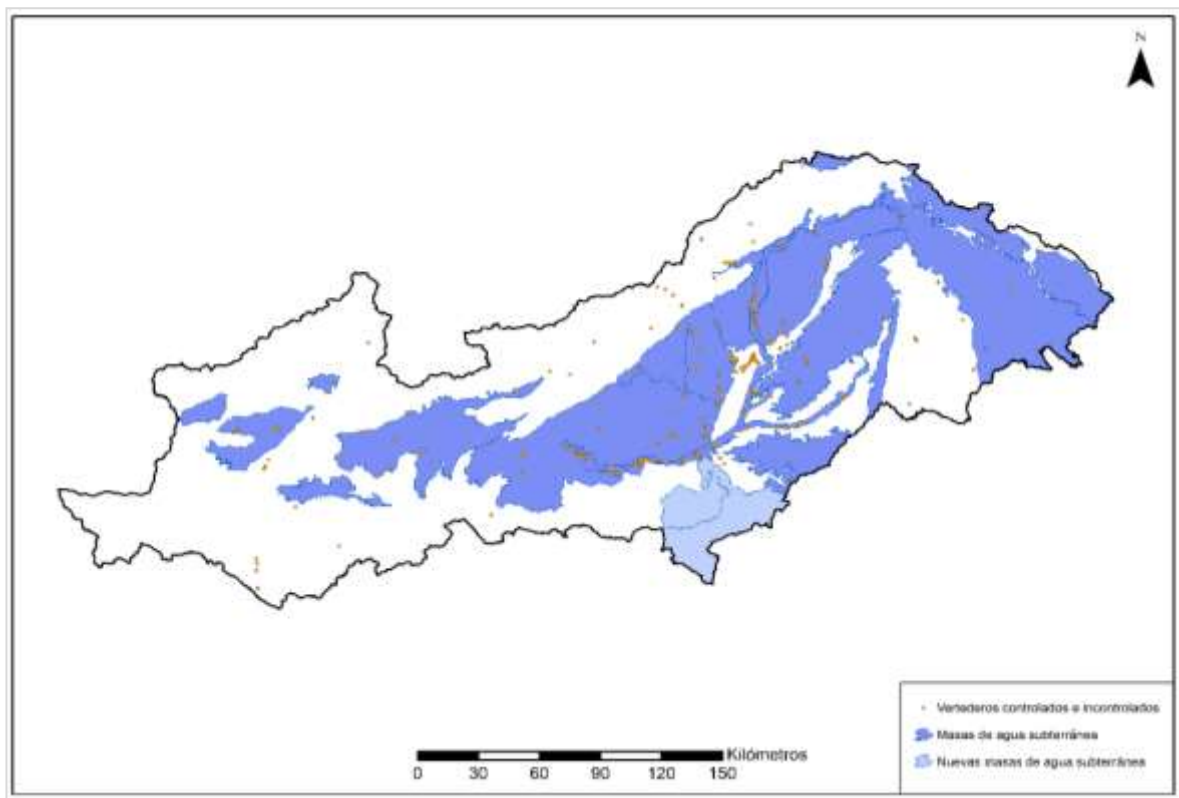 N
Vertederos controlados e incontrolados
Masas de agua subterránea
Nuevas masas de agua subterránea
Kilómetros
0 30 60 90 120 150